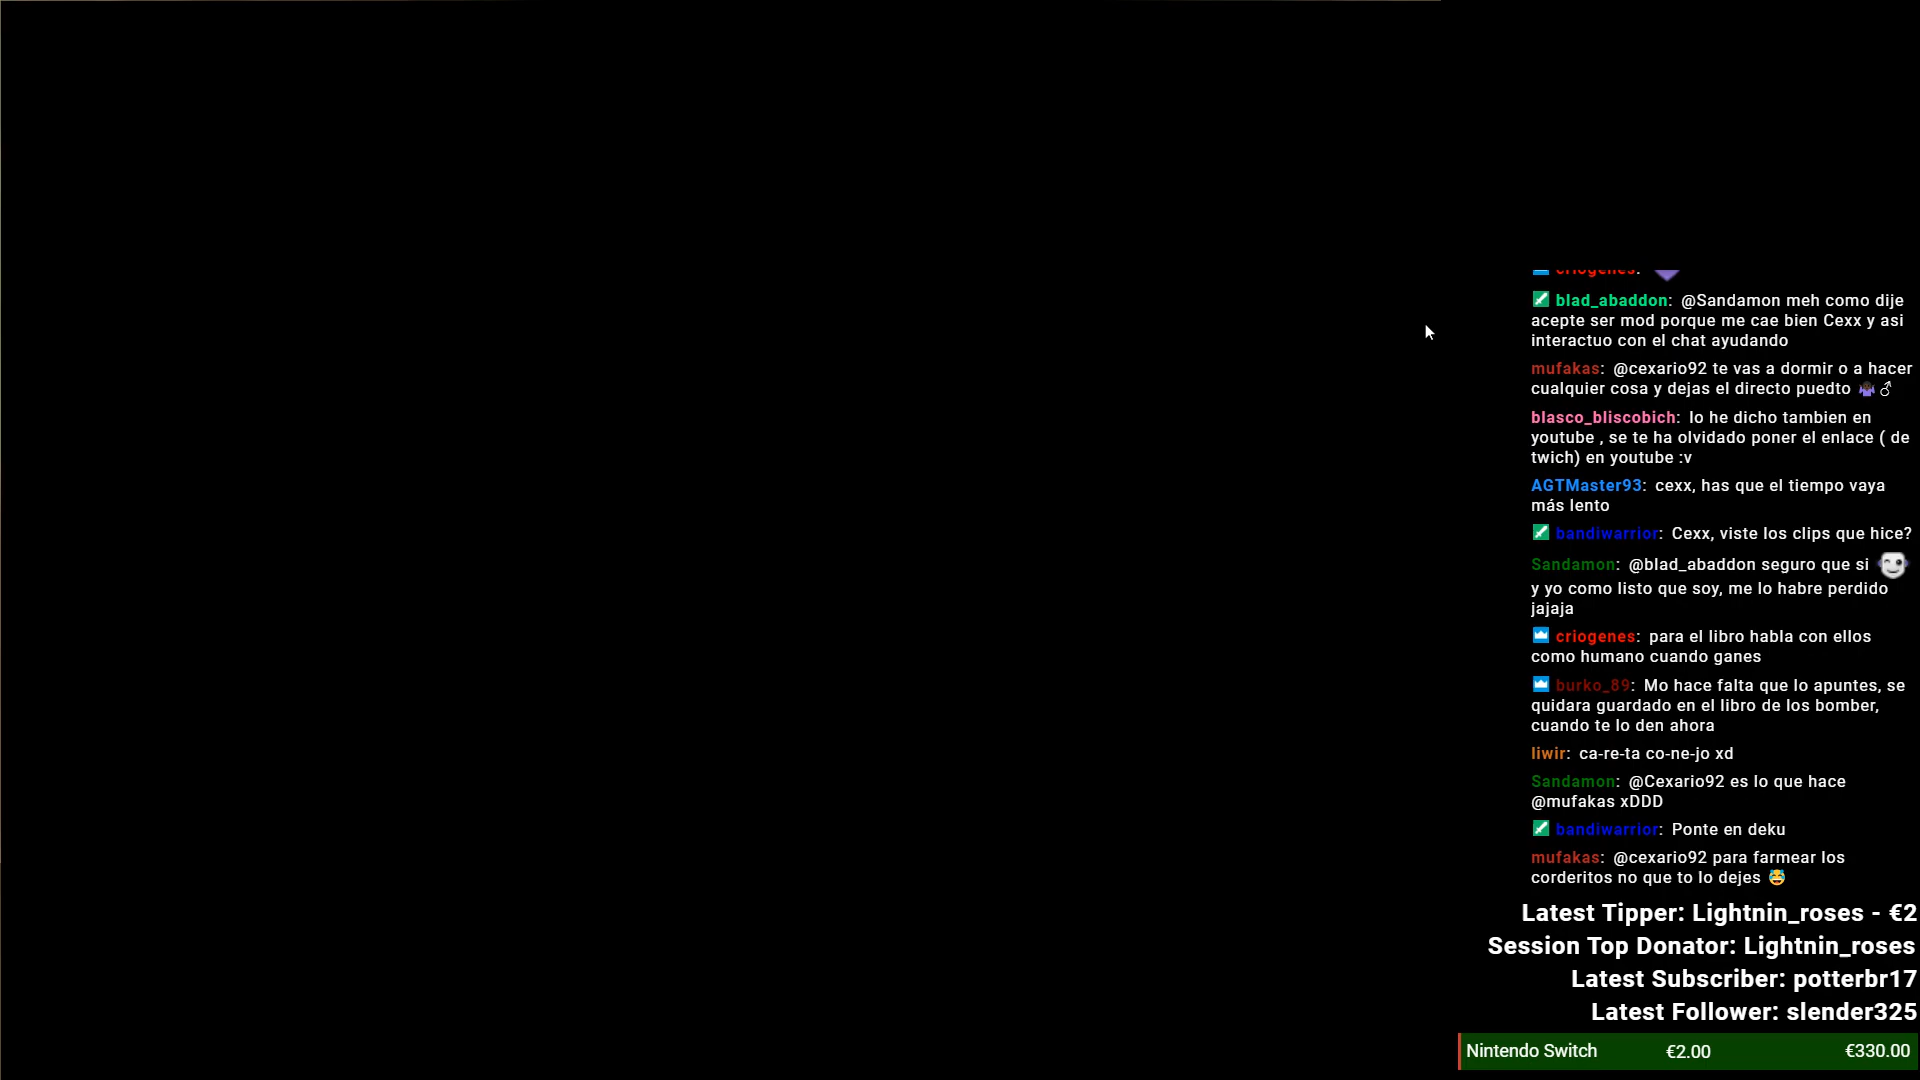 criogenes:
blad_abaddon: @Sandamon meh como dije
acepte ser mod porque me cae bien Cexx y asi
interactuo con el chat ayudando
mufakas: @cexario92 te vas a dormir o a hacer
cualquier cosa y dejas el directo puedto 🤷🏿♂
blasco_bliscobich: lo he dicho tambien en
youtube , se te ha olvidado poner el enlace ( de
twich) en youtube :v
AGTMaster93: cexx, has que el tiempo vaya
más lento
bandiwarrior: Cexx, viste los clips que hice?
Sandamon: @blad_abaddon seguro que si
y yo como listo que soy, me lo habre perdido
jajaja
criogenes: para el libro habla con ellos
como humano cuando ganes
burko_89: Mo hace falta que lo apuntes, se
quidara guardado en el libro de los bomber,
cuando te lo den ahora
liwir: ca-re-ta co-ne-jo xd
Sandamon: @Cexario92 es lo que hace
@mufakas xDDD
bandiwarrior: Ponte en deku
mufakas: @cexario92 para farmear los
corderitos no que to lo dejes 🤣
Latest Tipper: Lightnin_roses - €2
Session Top Donator: Lightnin_roses
Latest Subscriber: potterbr17
Latest Follower: slender325
Nintendo Switch €2.00 €330.00